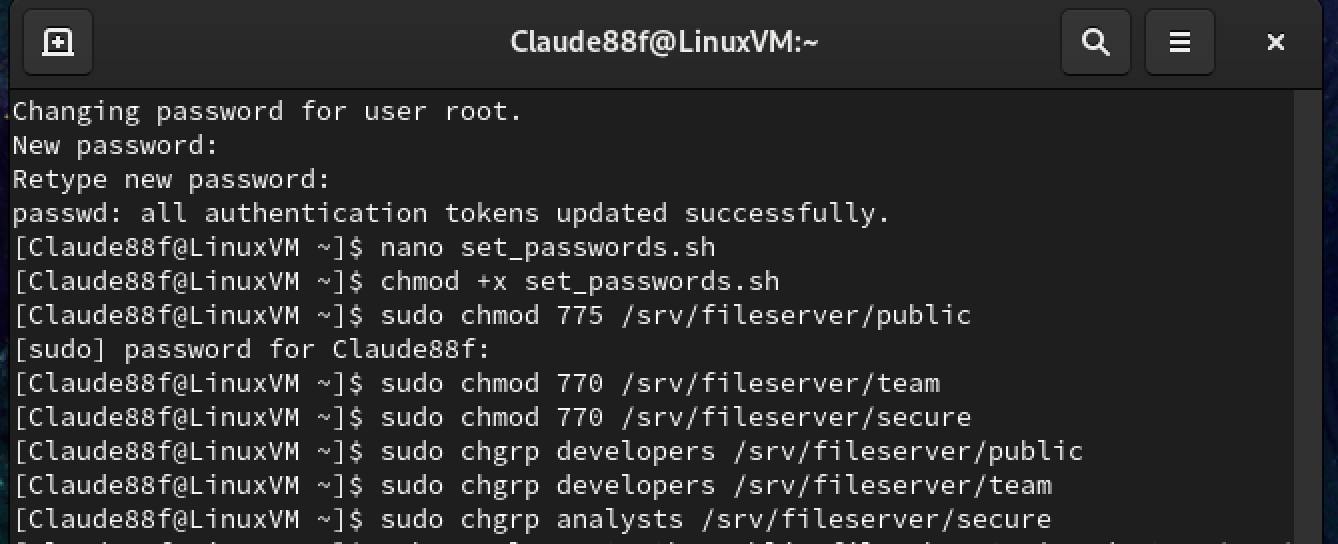 Claude88f@LinuxVM:~
Changing password for user root.
New password:
Retype new password:
passwd: all authentication tokens updated successfully.
[Claude88f@LinuxVM ~]$ nano set_passwords.sh
[Claude88f@LinuxVM ~]$ chmod +x set_passwords.sh
[Claude88f@LinuxVM ~]$ sudo chmod 775 /srv/fileserver/public
[sudo] password for Claude88f:
[Claude88f@LinuxVM ~]$ sudo chmod 770 /srv/fileserver/team
[Claude88f@LinuxVM ~]$ sudo chmod 770 /srv/fileserver/secure
[Claude88f@LinuxVM ~]$ sudo chgrp developers /srv/fileserver/public
[Claude88f@LinuxVM ~]$ sudo chgrp developers /srv/fileserver/team
[Claude88f@LinuxVM ~]$ sudo chgrp analysts /srv/fileserver/secure